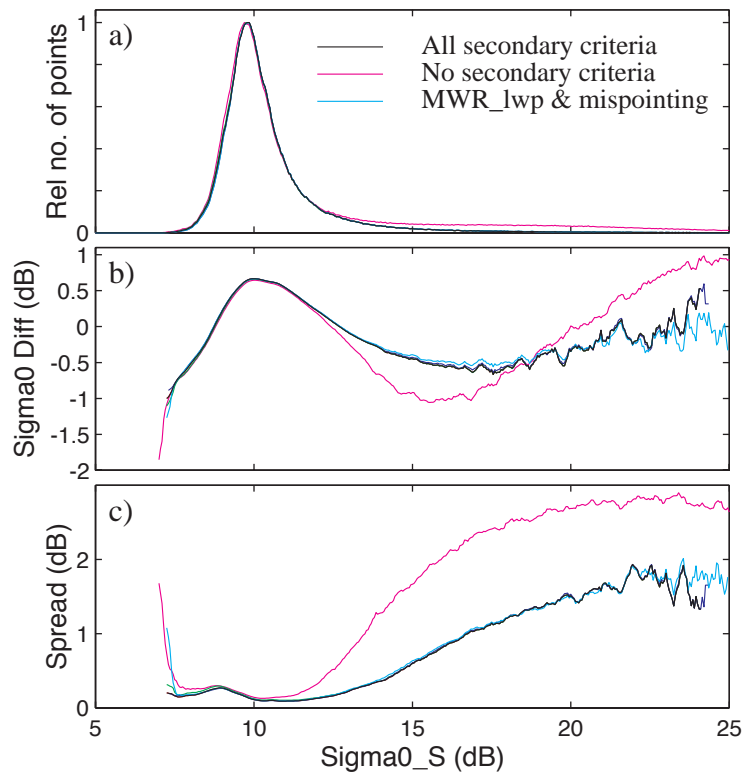 a)
All secondary criteria
No secondary criteria
MWR_lwp & mispointing
Rel no. of points
1
0
b)
Sigma0 Diff (dB)
1
0.5
0
-0.5
-1
-1.5
-2
c)
Spread (dB)
2
1
0
5 10 15 20 25
Sigma0_S (dB)